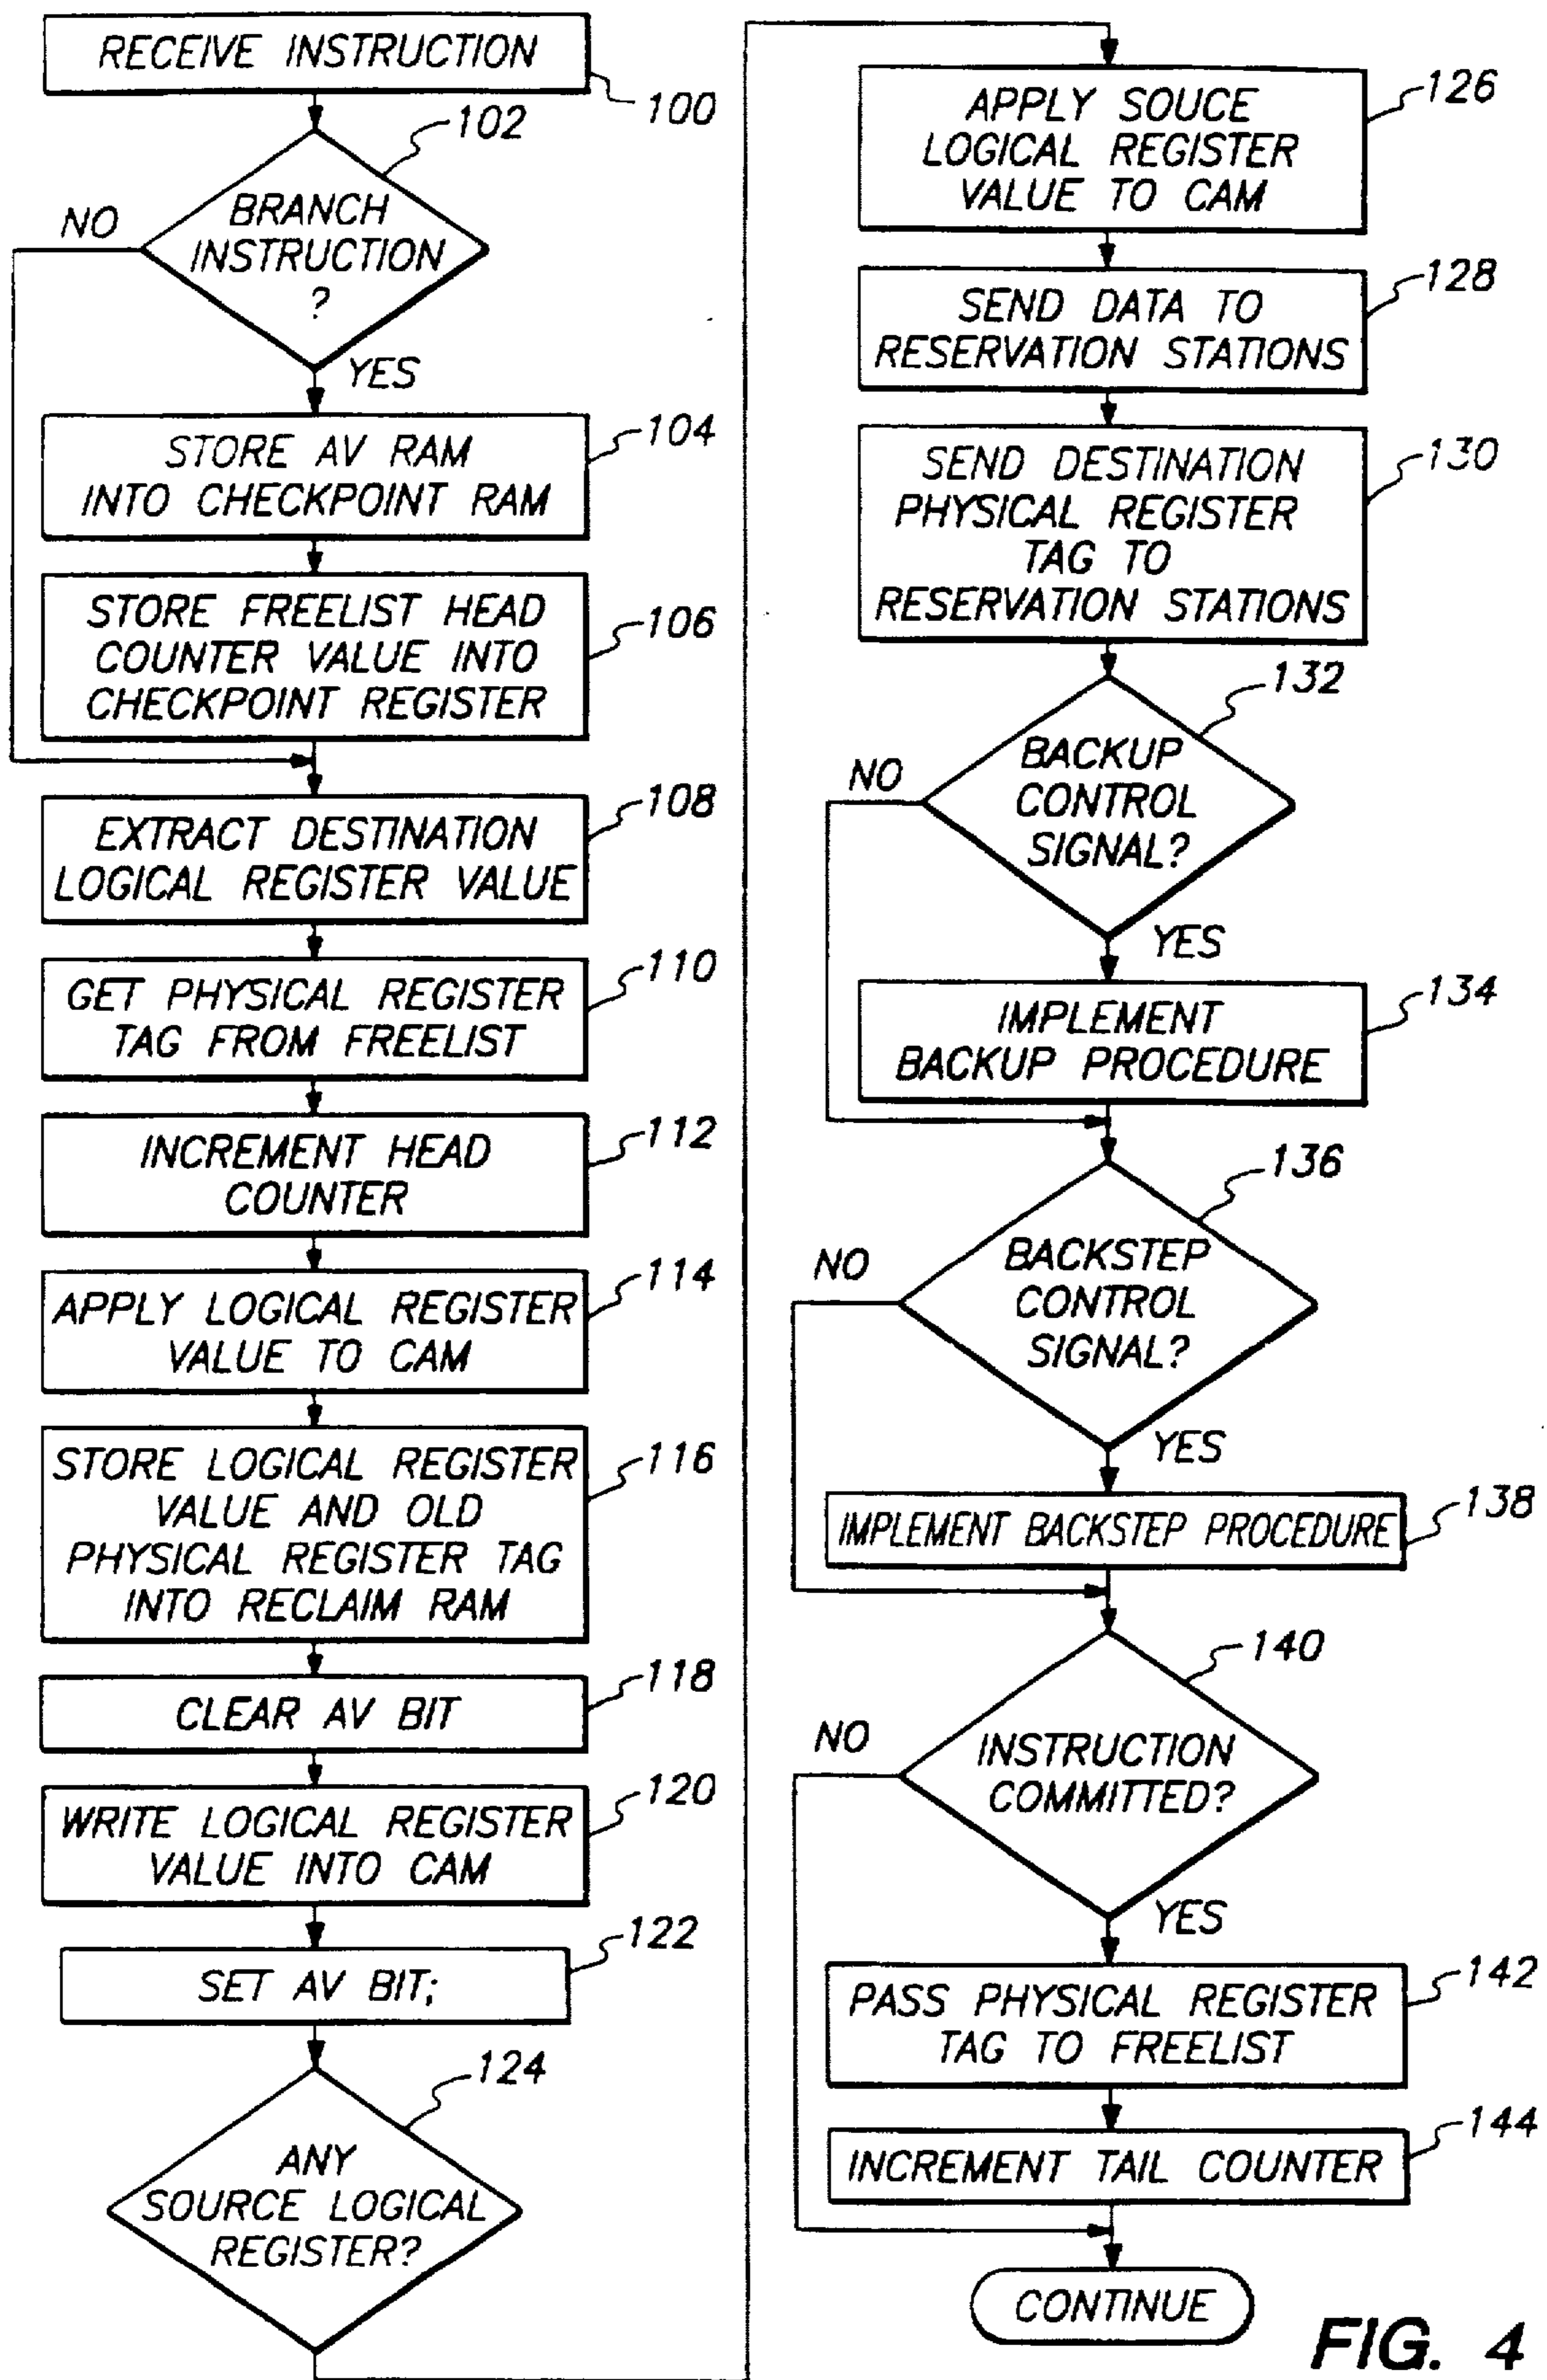 RECEIVE INSTRUCTION
100
102
BRANCH
INSTRUCTION
?
NO
YES
STORE AV RAM
INTO CHECKPOINT RAM
104
STORE FREELIST HEAD
COUNTER VALUE INTO
CHECKPOINT REGISTER
106
EXTRACT DESTINATION
LOGICAL REGISTER VALUE
108
GET PHYSICAL REGISTER
TAG FROM FREELIST
110
INCREMENT HEAD
COUNTER
112
APPLY LOGICAL REGISTER
VALUE TO CAM
114
STORE LOGICAL REGISTER
VALUE AND OLD
PHYSICAL REGISTER TAG
INTO RECLAIM RAM
116
CLEAR AV BIT
118
WRITE LOGICAL REGISTER
VALUE INTO CAM
120
SET AV BIT;
122
124
ANY
SOURCE LOGICAL
REGISTER?
APPLY SOUCE
LOGICAL REGISTER
VALUE TO CAM
126
SEND DATA TO
RESERVATION STATIONS
128
SEND DESTINATION
PHYSICAL REGISTER
TAG TO
RESERVATION STATIONS
130
132
BACKUP
CONTROL
SIGNAL?
NO
YES
IMPLEMENT
BACKUP PROCEDURE
134
136
BACKSTEP
CONTROL
SIGNAL?
NO
YES
IMPLEMENT BACKSTEP PROCEDURE
138
140
INSTRUCTION
COMMITTED?
NO
YES
PASS PHYSICAL REGISTER
TAG TO FREELIST
142
INCREMENT TAIL COUNTER
144
CONTINUE
FIG. 4